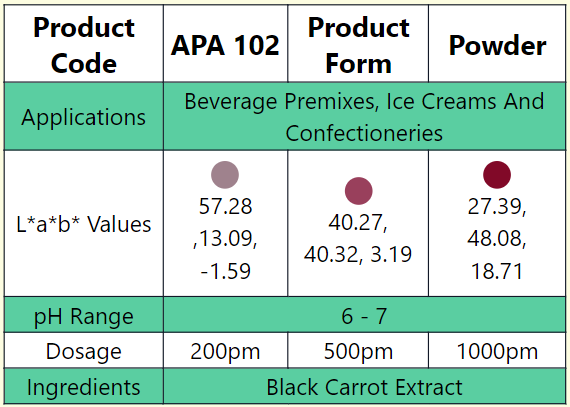 Product Code
APA 102
Product Form
Powder
Applications
Beverage Premixes, Ice Creams And
Confectioneries
L*a*b* Values
57.28
,13.09,
-1.59
40.27,
40.32, 3.19
27.39,
48.08,
18.71
pH Range
6 - 7
Dosage
200pm
500pm
1000pm
Ingredients
Black Carrot Extract